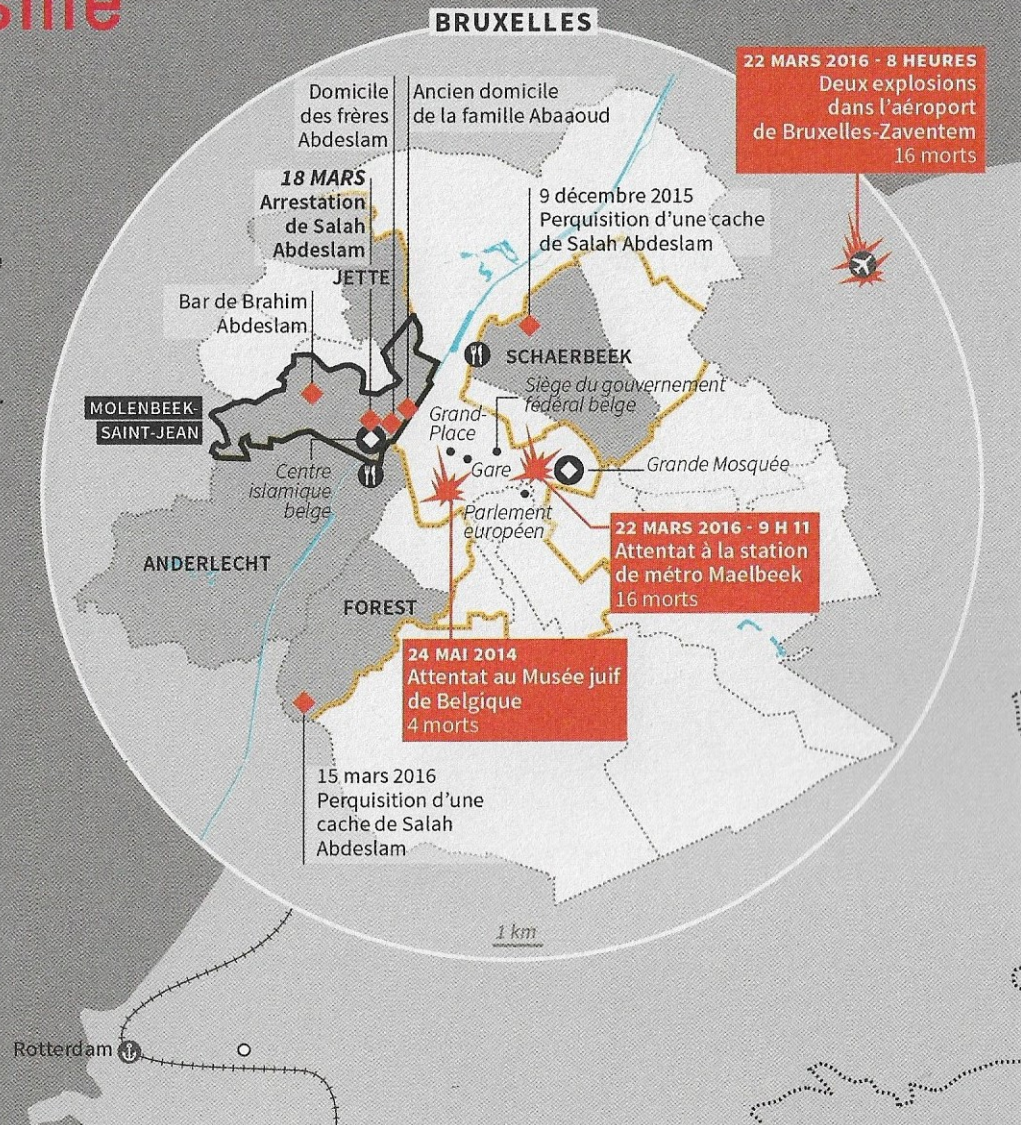 BRUXELLES
22 MARS 2016 - 8 HEURES
Deux explosions
dans l'aéroport
de Bruxelles-Zaventem
16 morts
Domicile
des frères
Abdeslam
Ancien domicile
de la famille Abaaoud
18 MARS
Arrestation
de Salah
Abdeslam
9 décembre 2015
Perquisition d'une cache
de Salah Abdeslam
JETTE
Bar de Brahim
Abdeslam
SCHAERBEEK
Siège du gouvernement
fédéral belge
MOLENBEEK-
SAINT-JEAN
Grand-
Place
Gare
Grande Mosquée
Centre
islamique
belge
Parlement
européen
22 MARS 2016 - 9 H 11
Attentat à la station
de métro Maelbeek
16 morts
ANDERLECHT
FOREST
24 MAI 2014
Attentat au Musée juif
de Belgique
4 morts
15 mars 2016
Perquisition d'une
cache de Salah
Abdeslam
1 km
Rotterdam